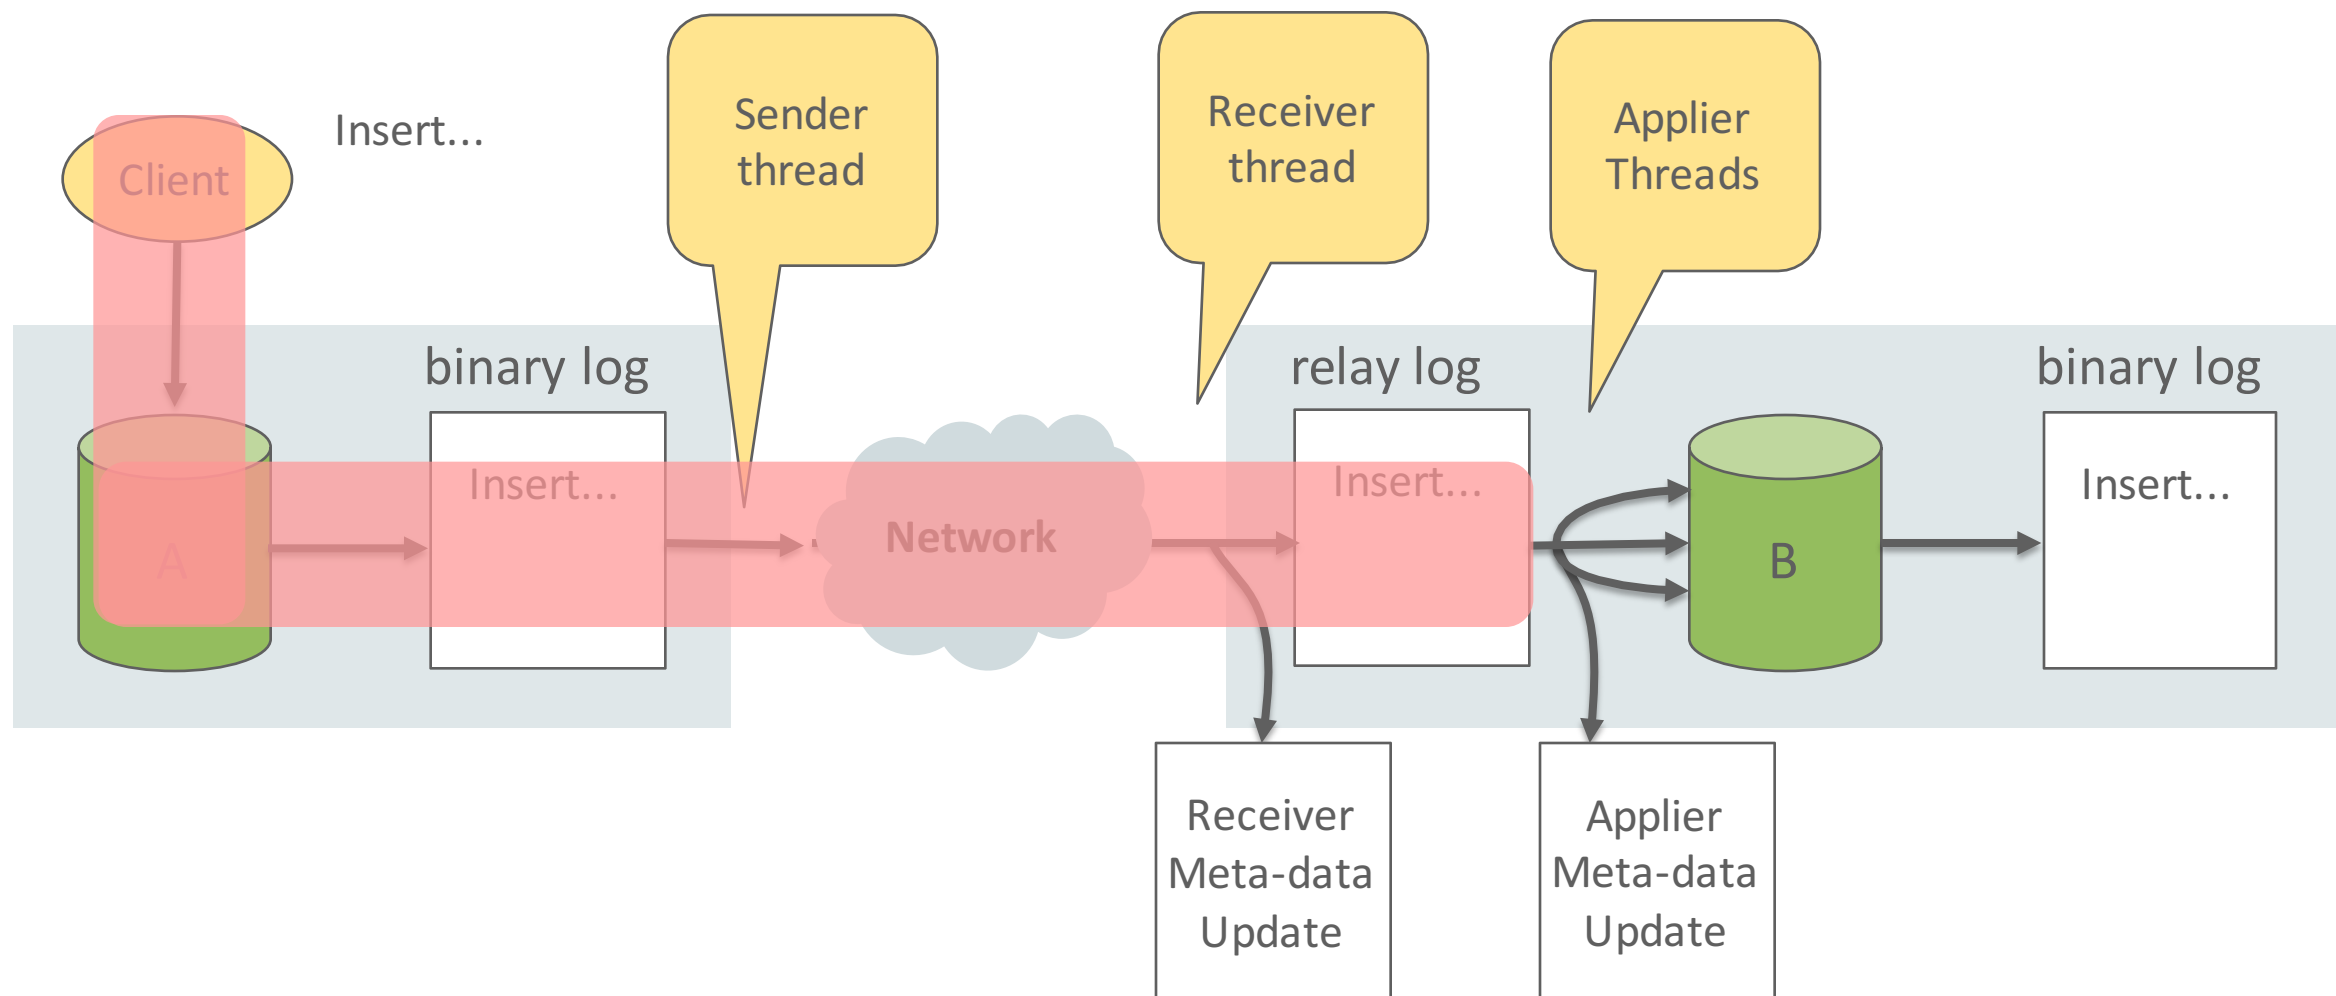 Client
Insert...
Sender
thread
Receiver
thread
Applier
Threads
binary log
Insert...
A
Network
relay log
Insert...
B
binary log
Insert...
Receiver
Meta-data
Update
Applier
Meta-data
Update